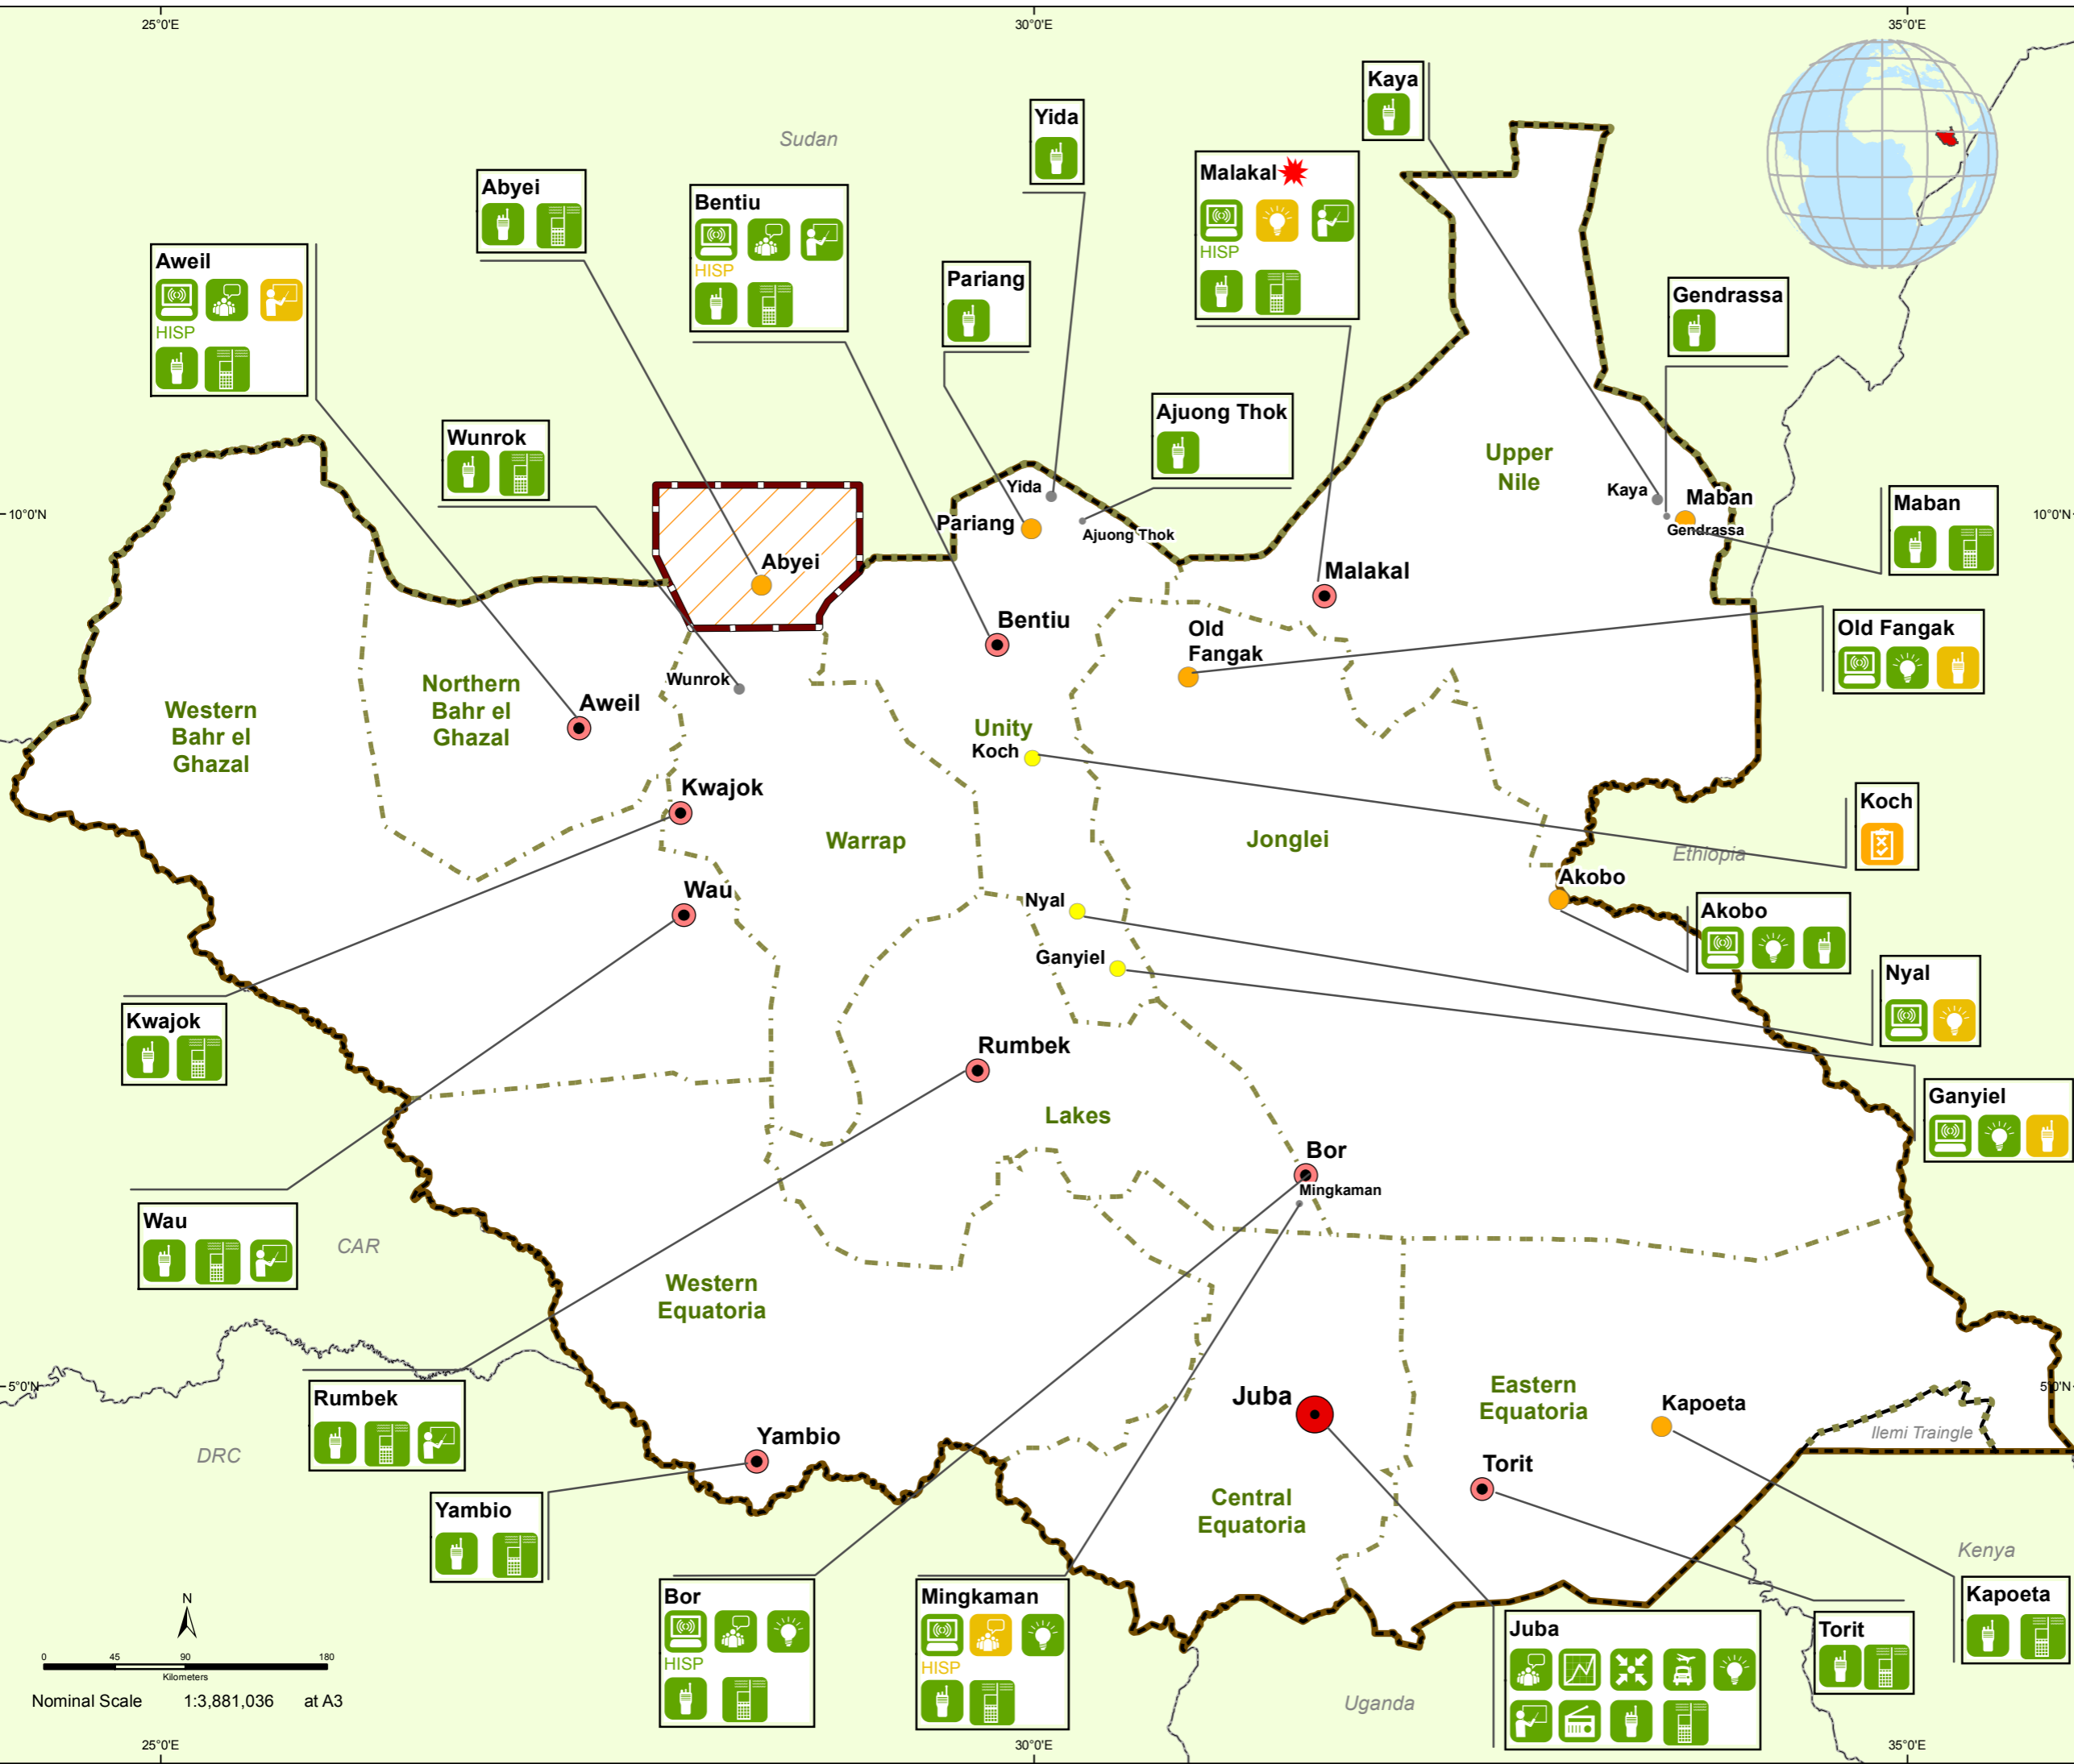 25°0'E
30°0'E
35°0'E
Sudan
Kaya
Yida
Malakal
HISP
Abyei
Bentiu
HISP
Aweil
HISP
Pariang
Gendrassa
Ajuong Thok
Wunrok
Upper
Nile
Yida
Kaya
Maban
Maban
10°0'N
10°0'N
Pariang
Ajuong Thok
Gendrassa
Abyei
Malakal
Bentiu
Old
Fangak
Old Fangak
Wunrok
Northern
Bahr el
Ghazal
Western
Bahr el
Ghazal
Aweil
Unity
Koch
Kwajok
Koch
Warrap
Jonglei
Ethiopia
Akobo
Wau
Nyal
Akobo
Ganyiel
Nyal
Kwajok
Rumbek
Ganyiel
Lakes
Bor
Mingkaman
Wau
CAR
Western
Equatoria
5°0'N
5°0'N
Juba
Eastern
Equatoria
Kapoeta
Rumbek
Ilemi Traingle
DRC
Yambio
Torit
Yambio
Central
Equatoria
Kenya
Bor
HISP
Mingkaman
HISP
Kapoeta
Juba
Torit
N
0 45 90 180
Kilometers
Nominal Scale 1:3,881,036 at A3
Uganda
25°0'E
30°0'E
35°0'E